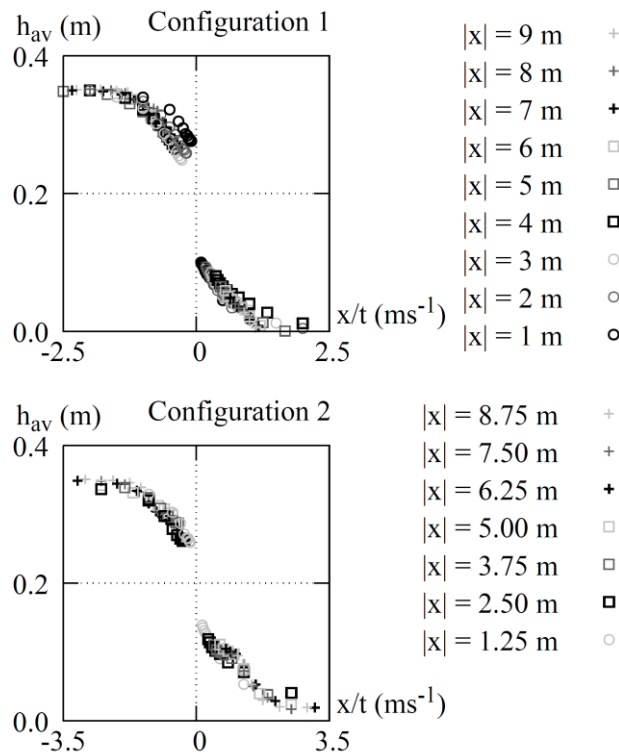 h_av (m) Configuration 1
0.4
0.2
0.0
x/t (ms⁻¹)
-2.5 0 2.5
|x| = 9 m
|x| = 8 m
|x| = 7 m
|x| = 6 m
|x| = 5 m
|x| = 4 m
|x| = 3 m
|x| = 2 m
|x| = 1 m
h_av (m) Configuration 2
0.4
0.2
0.0
x/t (ms⁻¹)
-3.5 0 3.5
|x| = 8.75 m
|x| = 7.50 m
|x| = 6.25 m
|x| = 5.00 m
|x| = 3.75 m
|x| = 2.50 m
|x| = 1.25 m